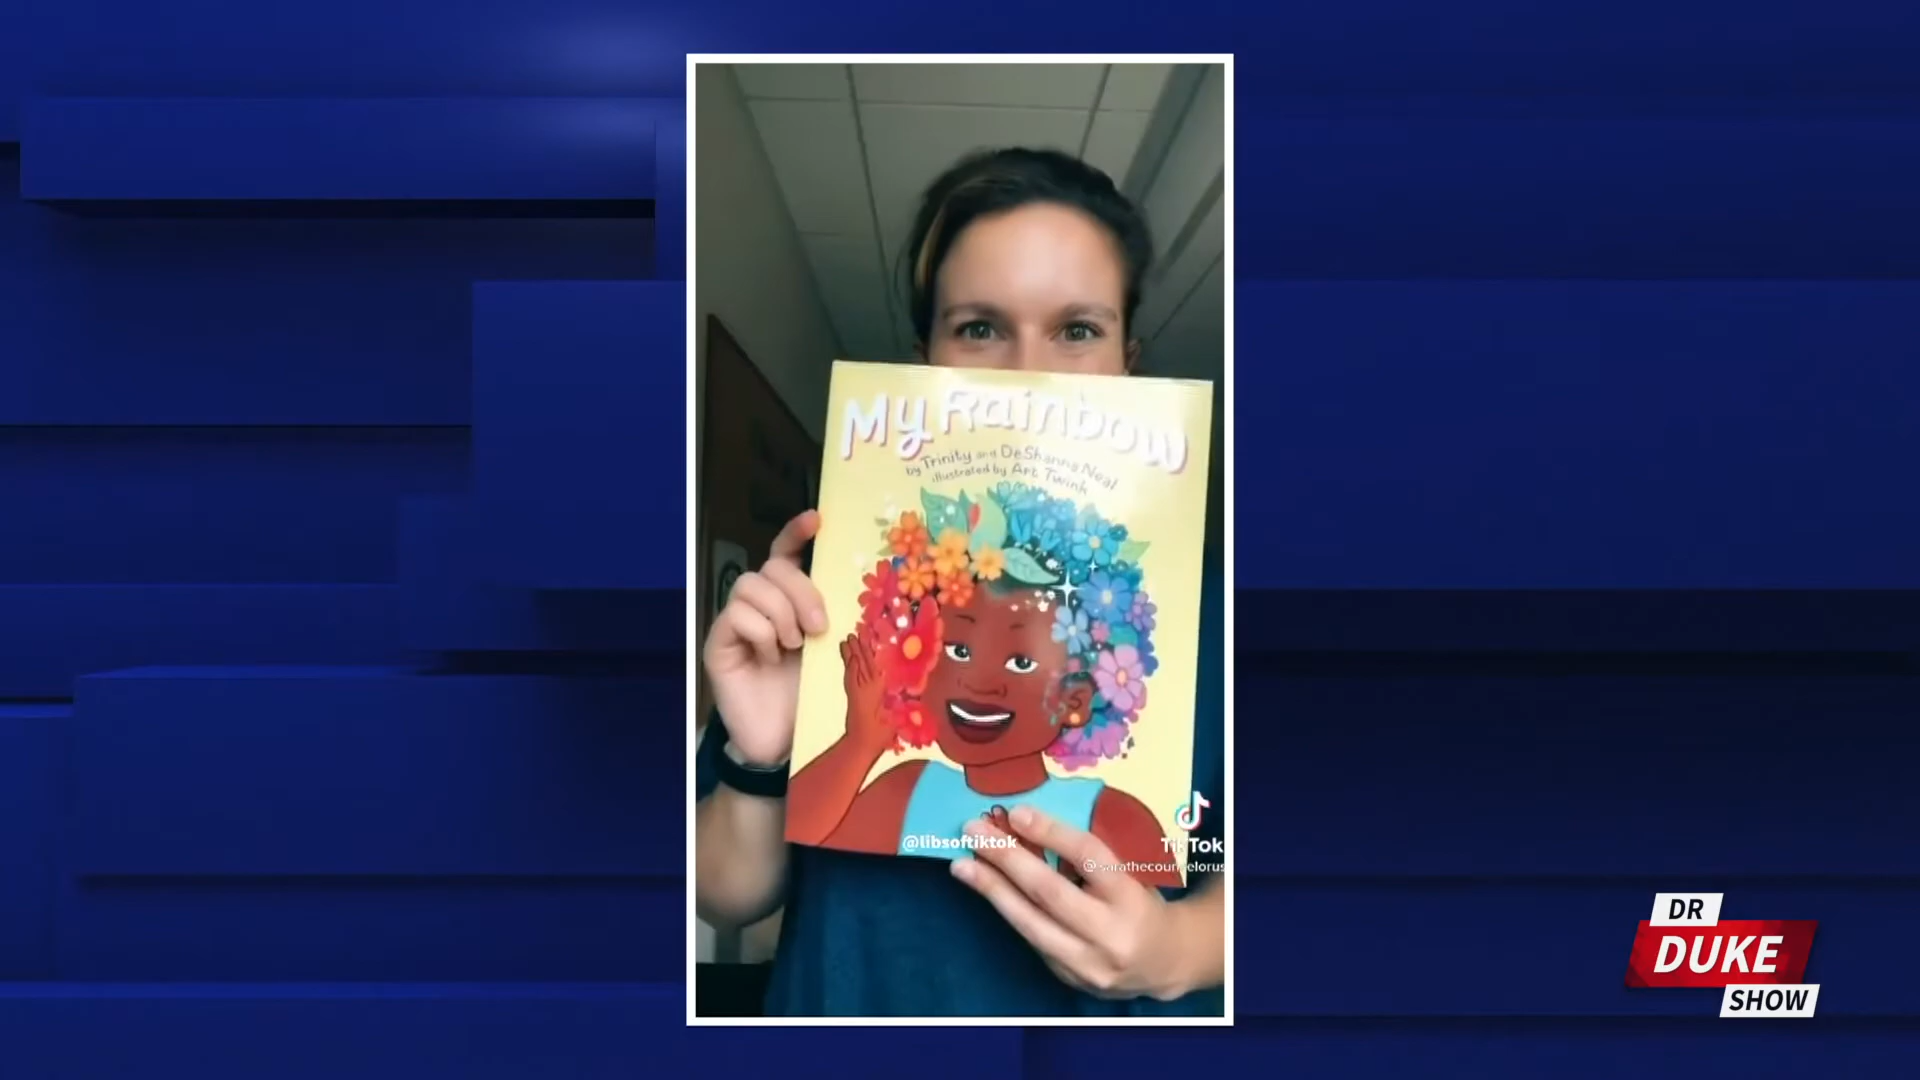 My Rainbow
by Trinity and DeShanna Neal
illustrated by Art Twink
@libsoftiktok
TikTok
DR
DUKE
SHOW